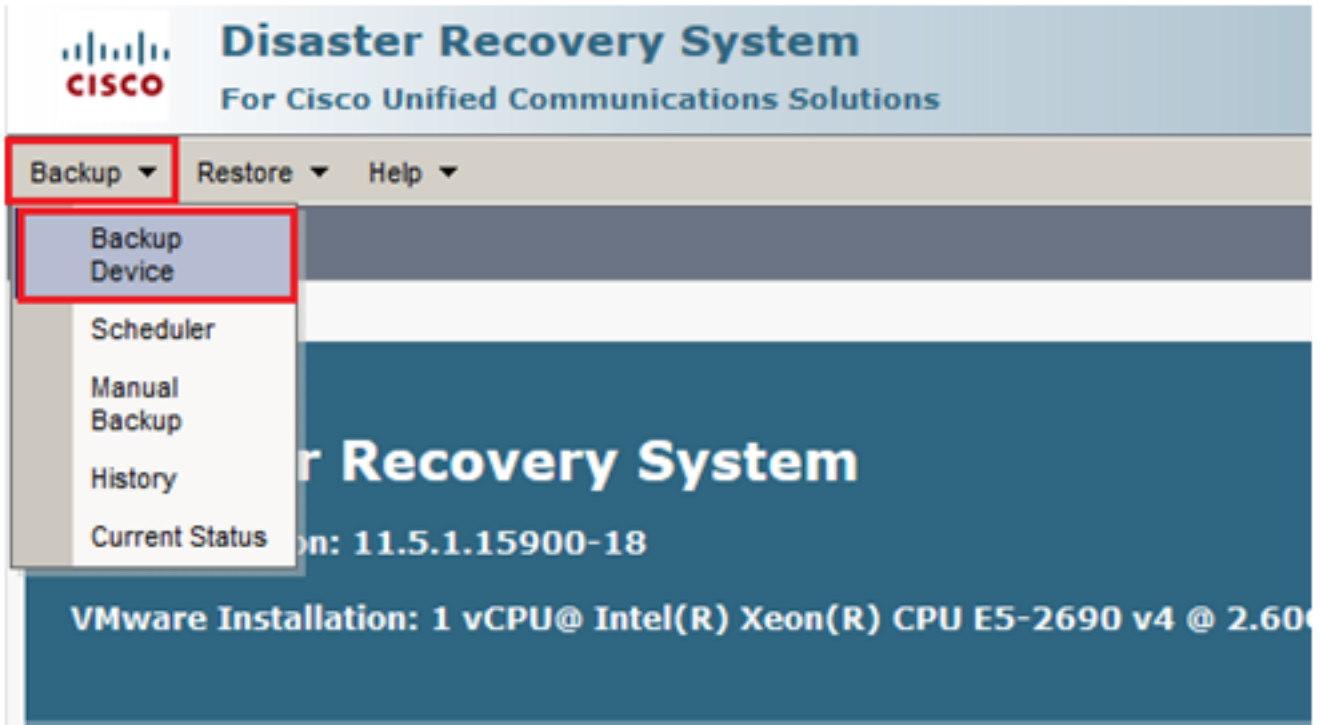 CISCO
Disaster Recovery System
For Cisco Unified Communications Solutions
Backup Restore Help
Backup
Device
Scheduler
Manual
Backup
History
Current Status
r Recovery System
on: 11.5.1.15900-18
VMware Installation: 1 vCPU@ Intel(R) Xeon(R) CPU E5-2690 v4 @